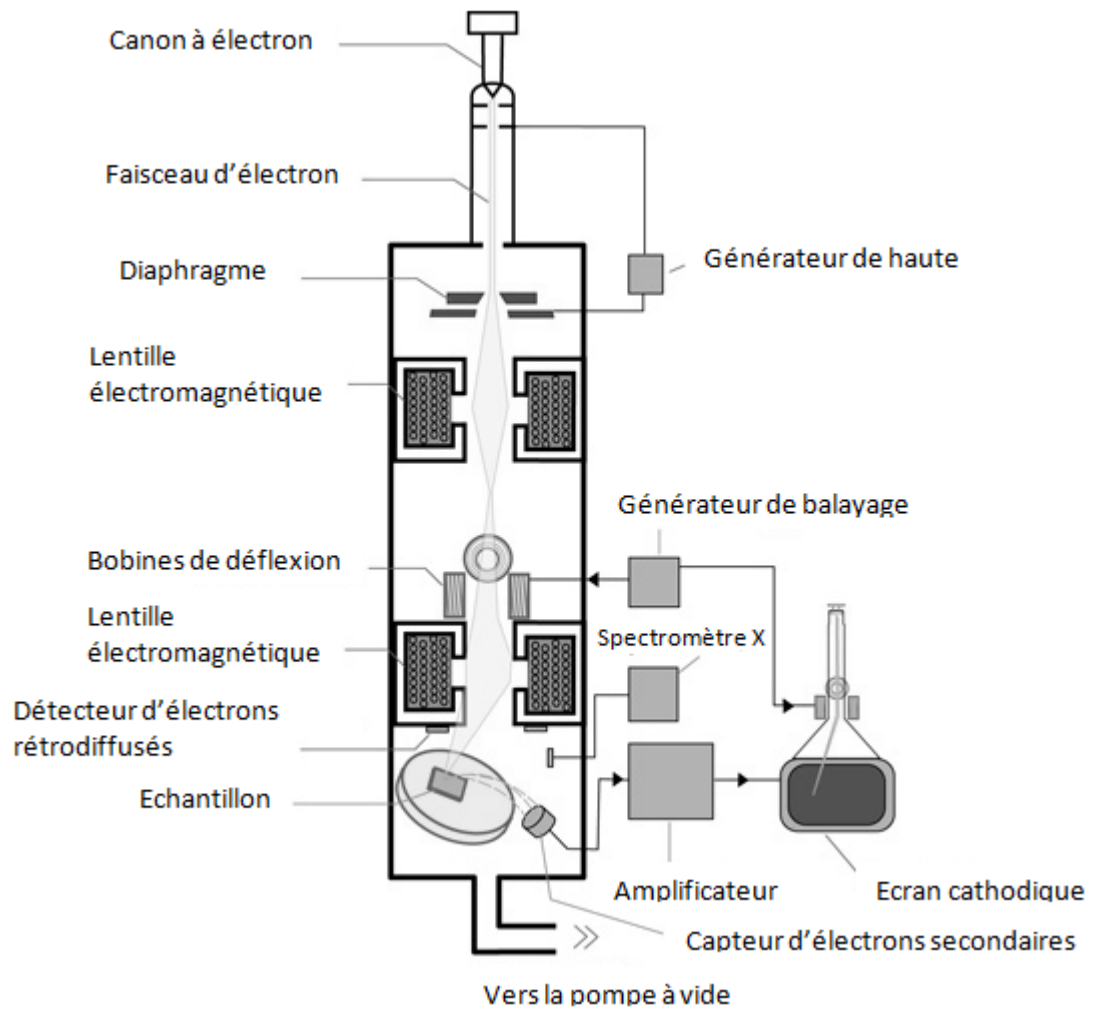 Canon à électron
Faisceau d'électron
Diaphragme
Générateur de haute
Lentille
électromagnétique
Générateur de balayage
Bobines de déflexion
Lentille
électromagnétique
Spectromètre X
Détecteur d'électrons
rétrodiffusés
Echantillon
Amplificateur
Ecran cathodique
Capteur d'électrons secondaires
Vers la pompe à vide